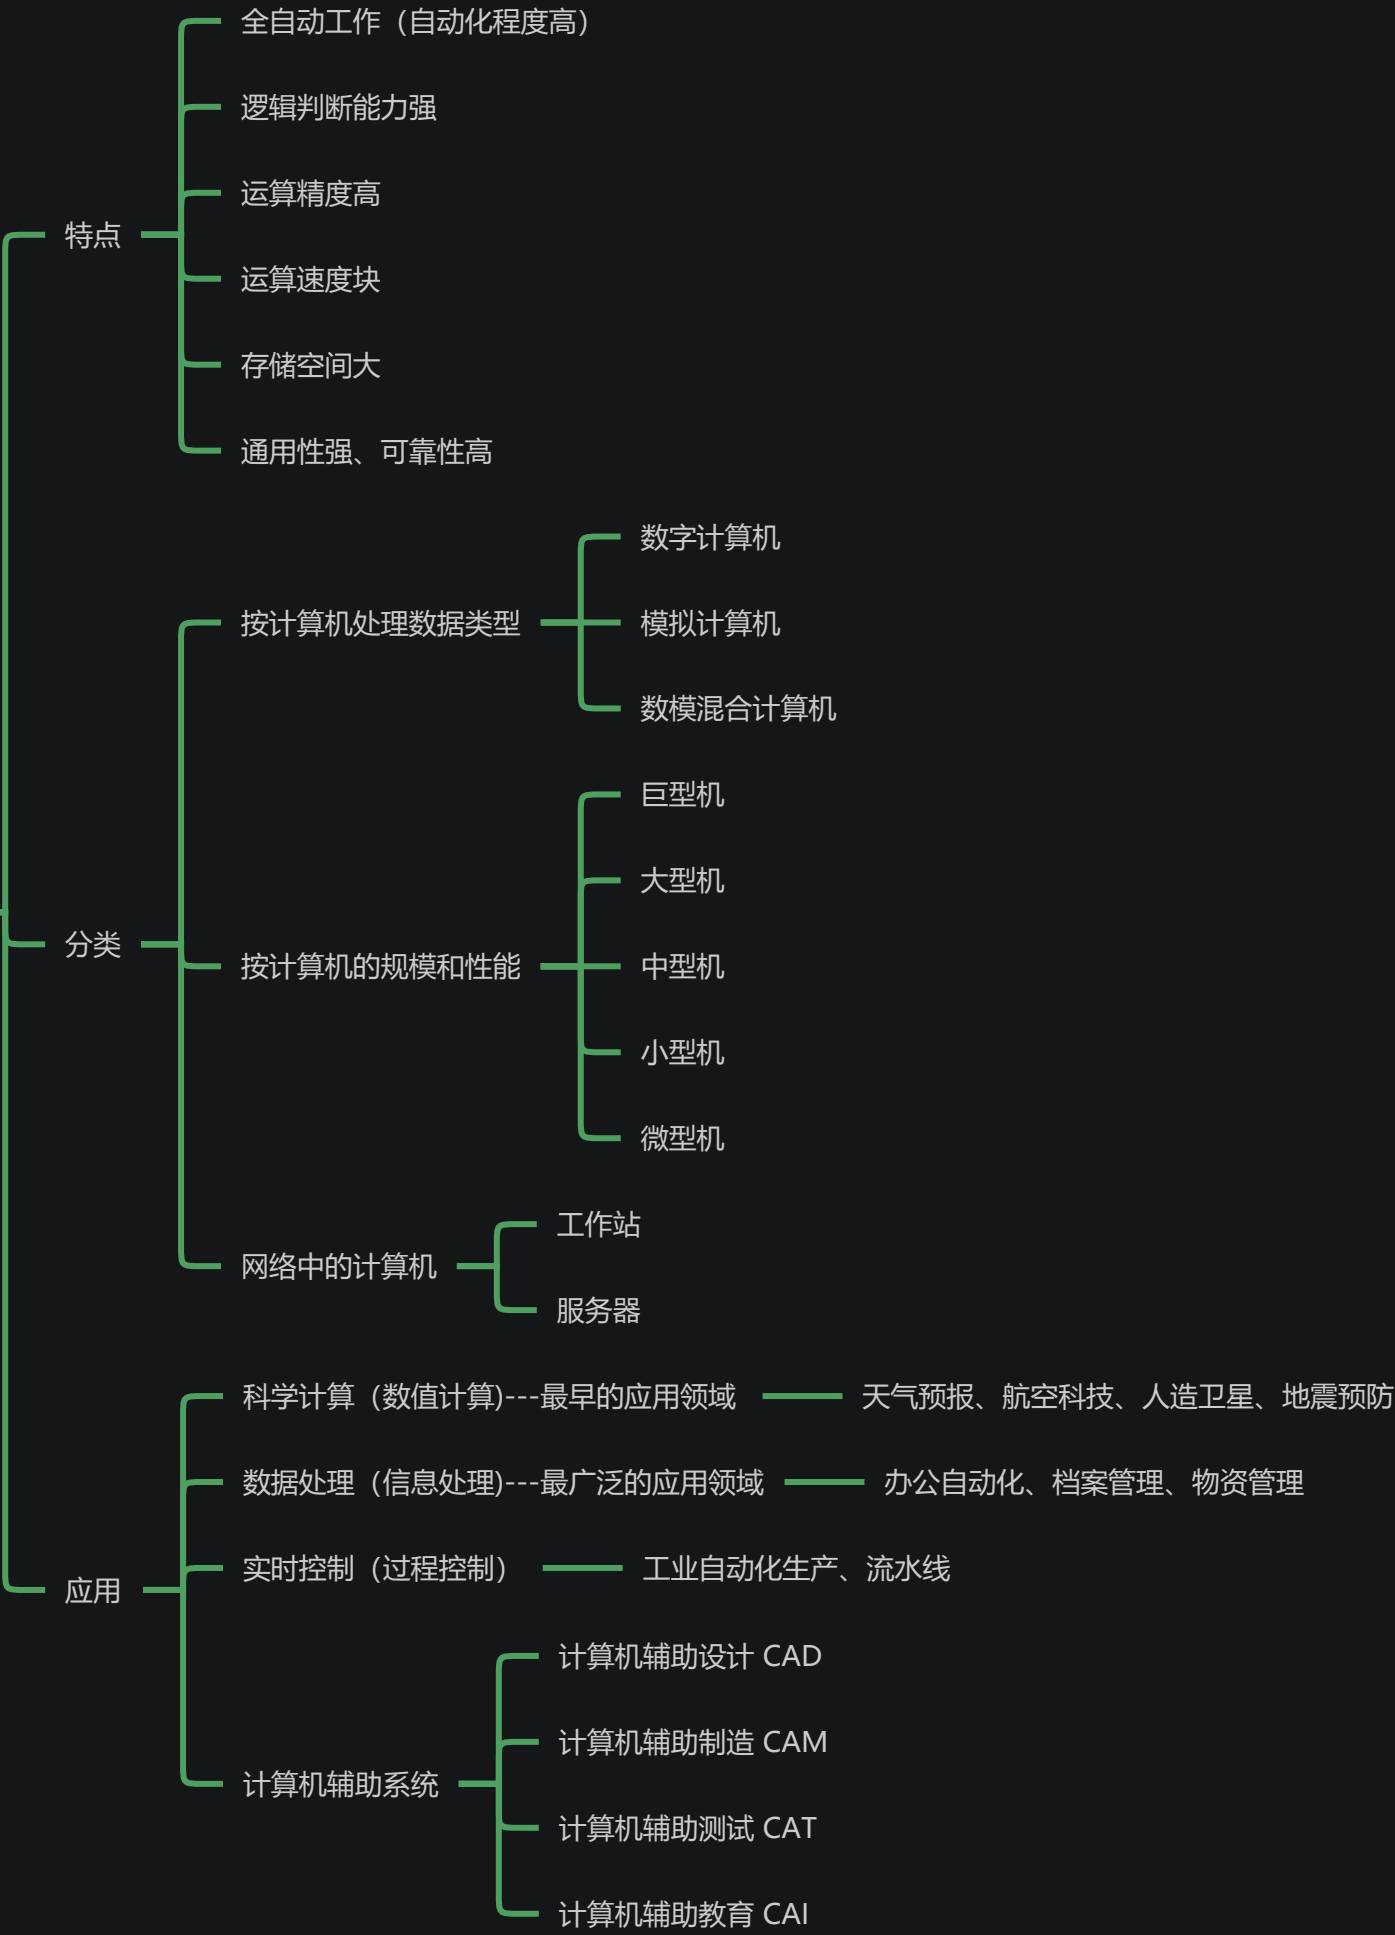 全自动工作（自动化程度高）
逻辑判断能力强
运算精度高
特点
运算速度块
存储空间大
通用性强、可靠性高
数字计算机
按计算机处理数据类型
模拟计算机
数模混合计算机
巨型机
大型机
分类
按计算机的规模和性能
中型机
小型机
微型机
工作站
网络中的计算机
服务器
科学计算（数值计算)---最早的应用领域
天气预报、航空科技、人造卫星、地震预防
数据处理（信息处理)---最广泛的应用领域
办公自动化、档案管理、物资管理
实时控制（过程控制）
工业自动化生产、流水线
应用
计算机辅助设计 CAD
计算机辅助制造 CAM
计算机辅助系统
计算机辅助测试 CAT
计算机辅助教育 CAI